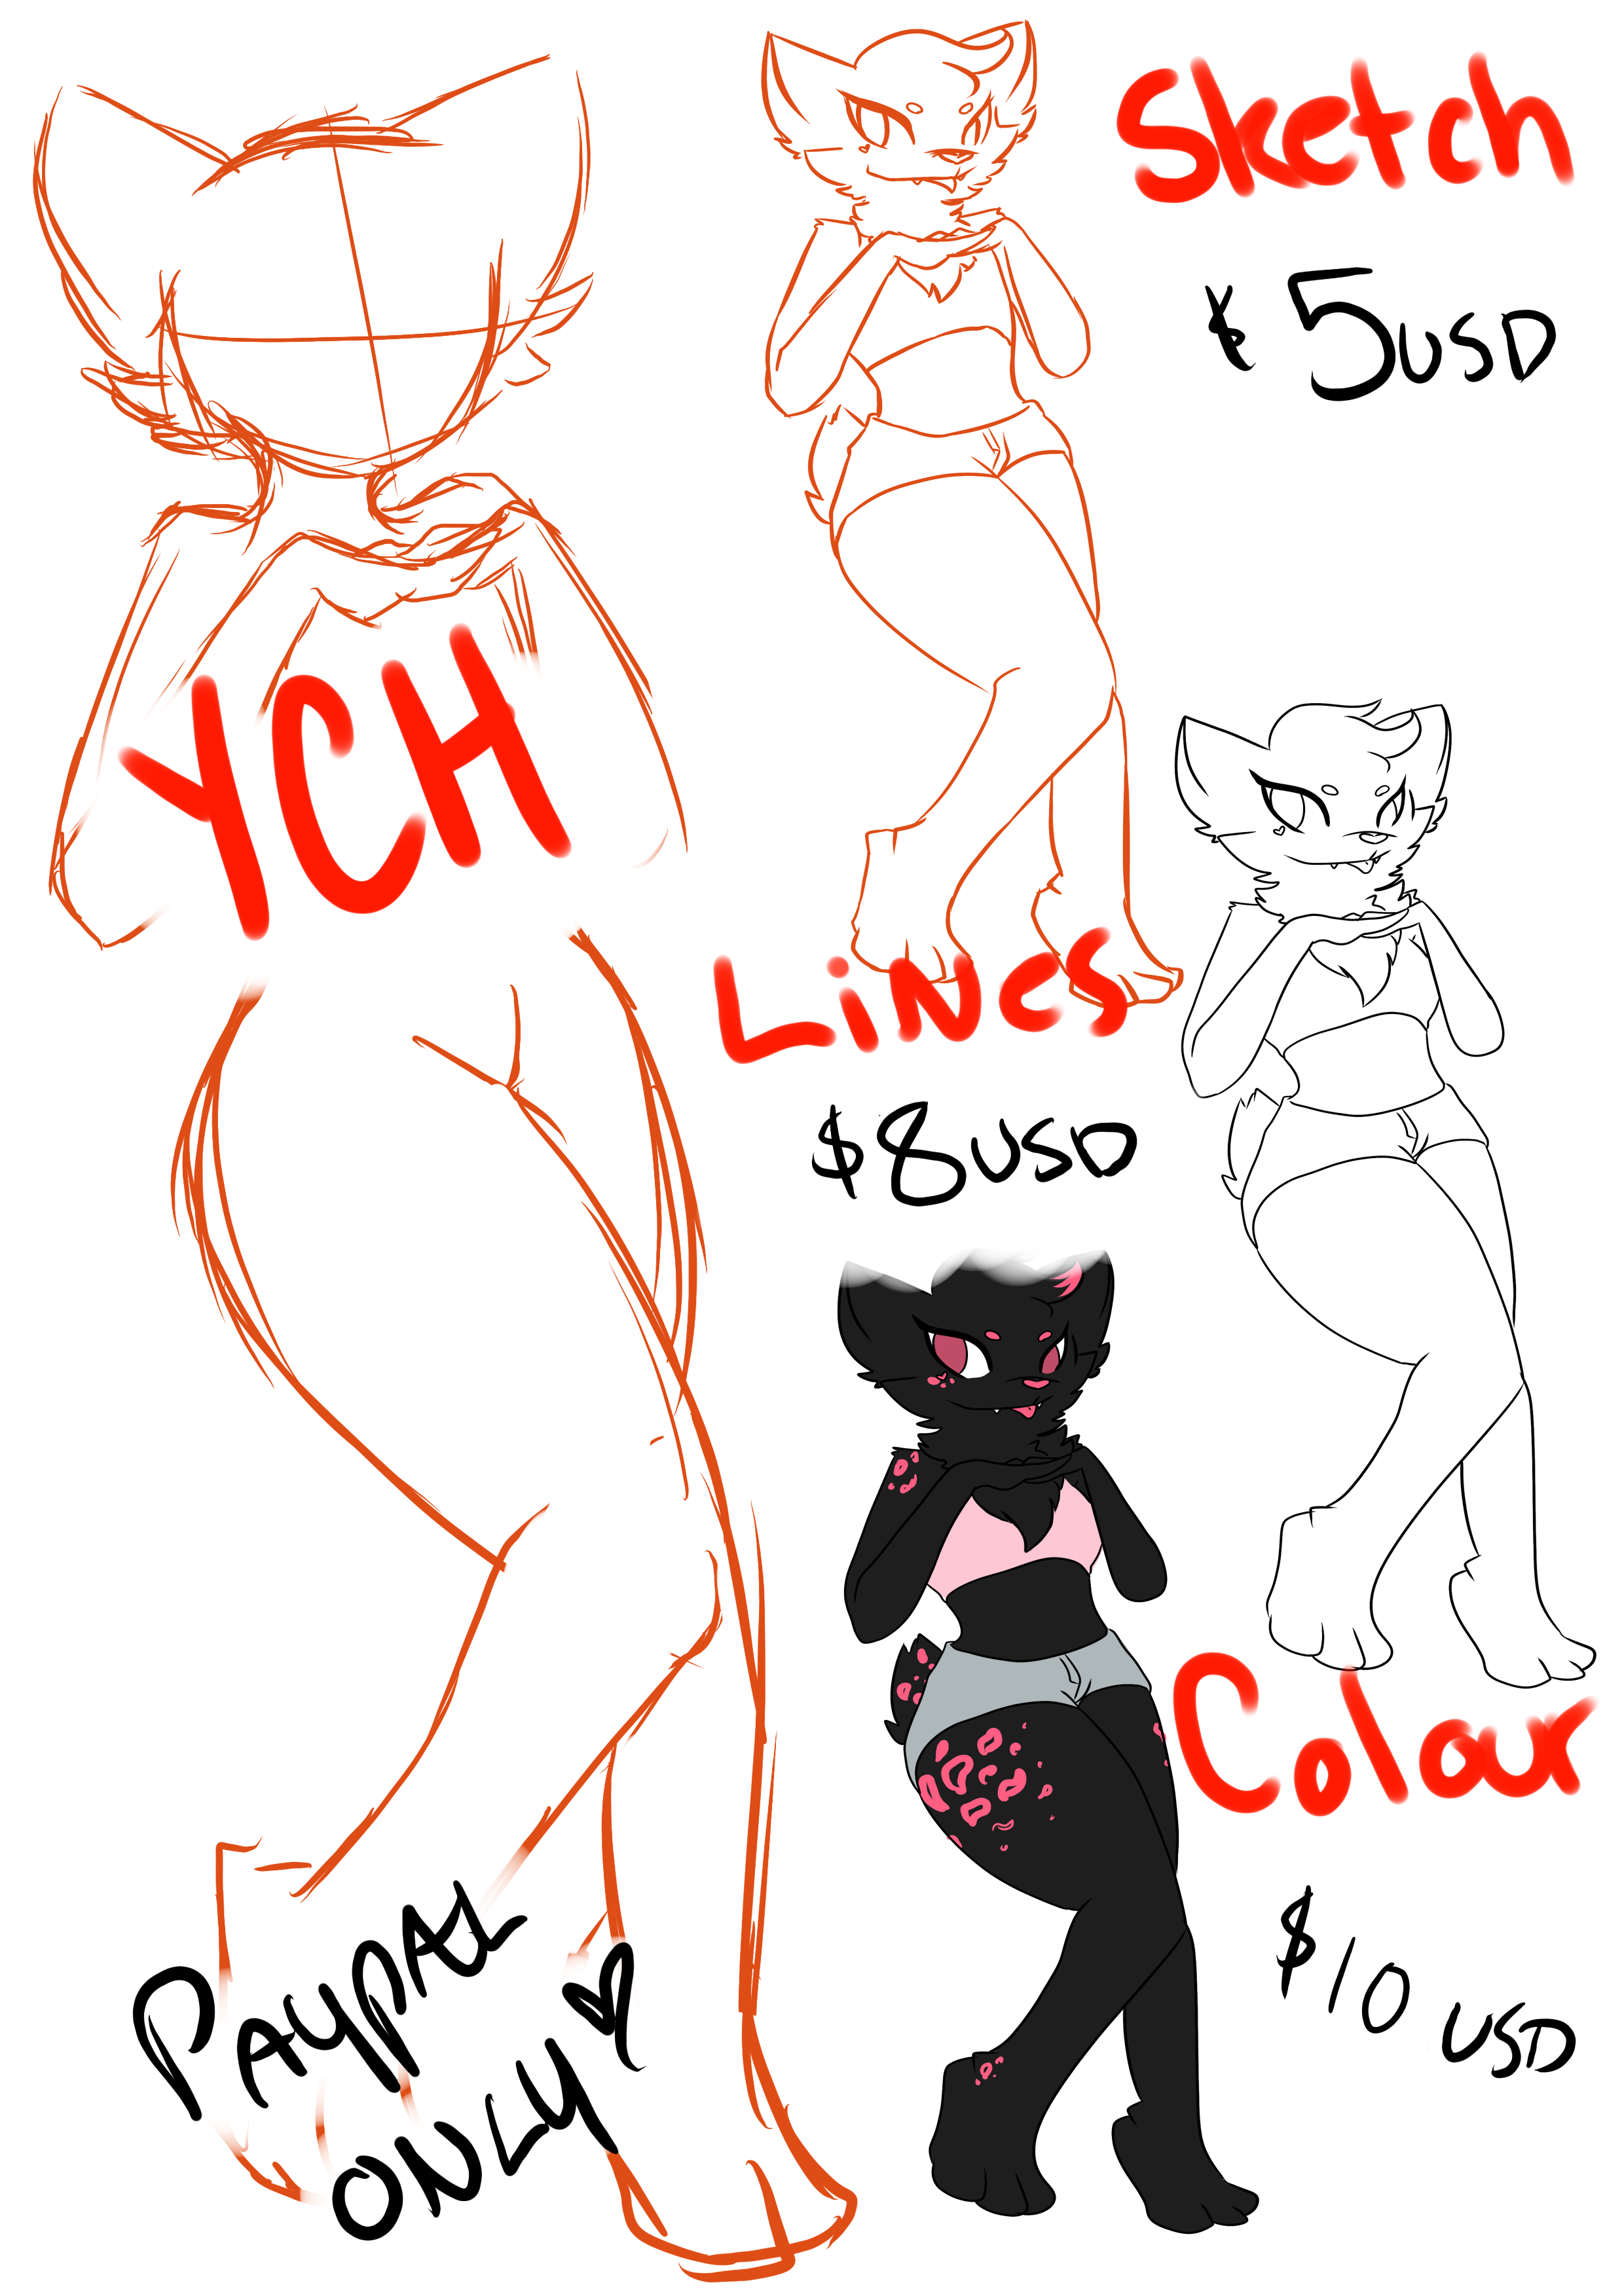 Sketch
$5USD
YCH
LiNes
$8USD
Colour
$10 USD
PAYPAL
ONLY♡